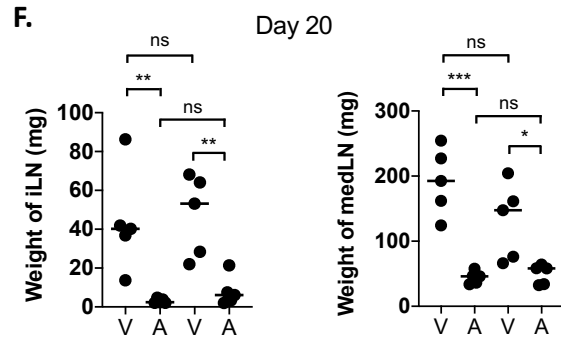 F.
Day 20
ns
**
ns
**
Weight of iLN (mg)
100
80
60
40
20
0
V A V A
ns
***
ns
*
Weight of medLN (mg)
300
200
100
0
V A V A